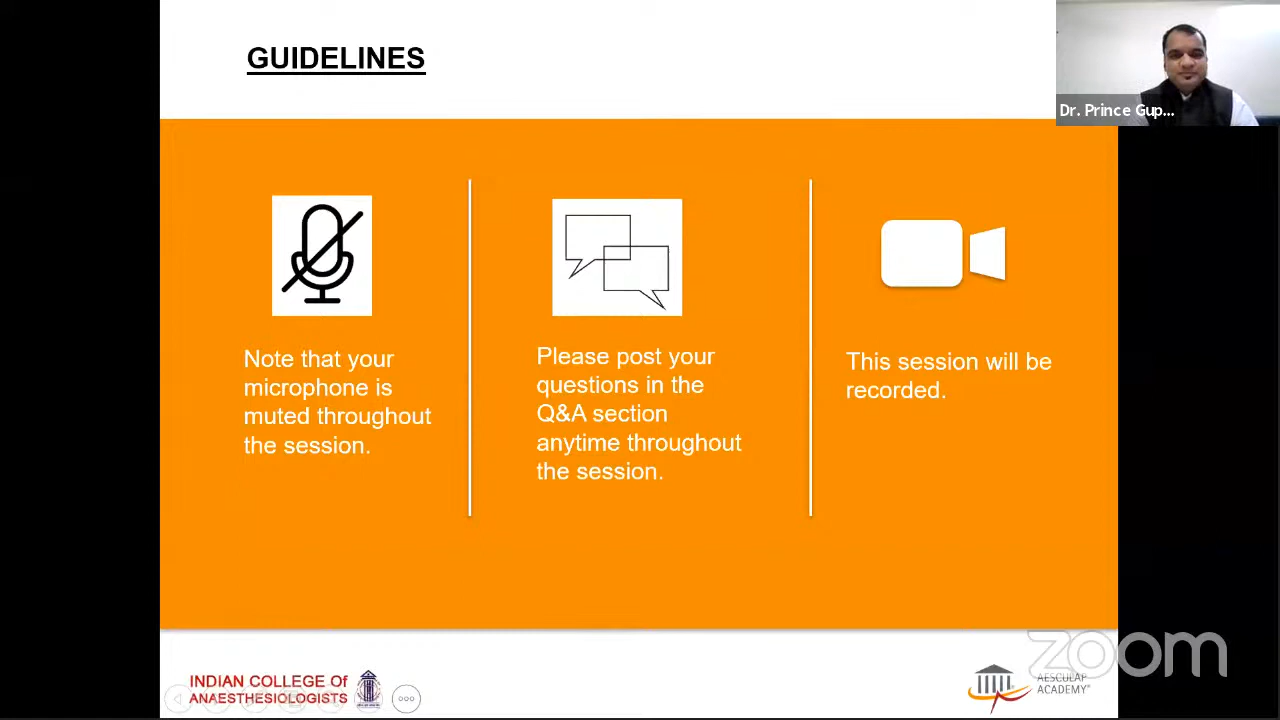 GUIDELINES
Dr. Prince Gup...
Note that your
microphone is
muted throughout
the session.
Please post your
questions in the
Q&A section
anytime throughout
the session.
This session will be
recorded.
zoom
INDIAN COLLEGE Of
ANAESTHESIOLOGISTS
AESCULAP
ACADEMY®